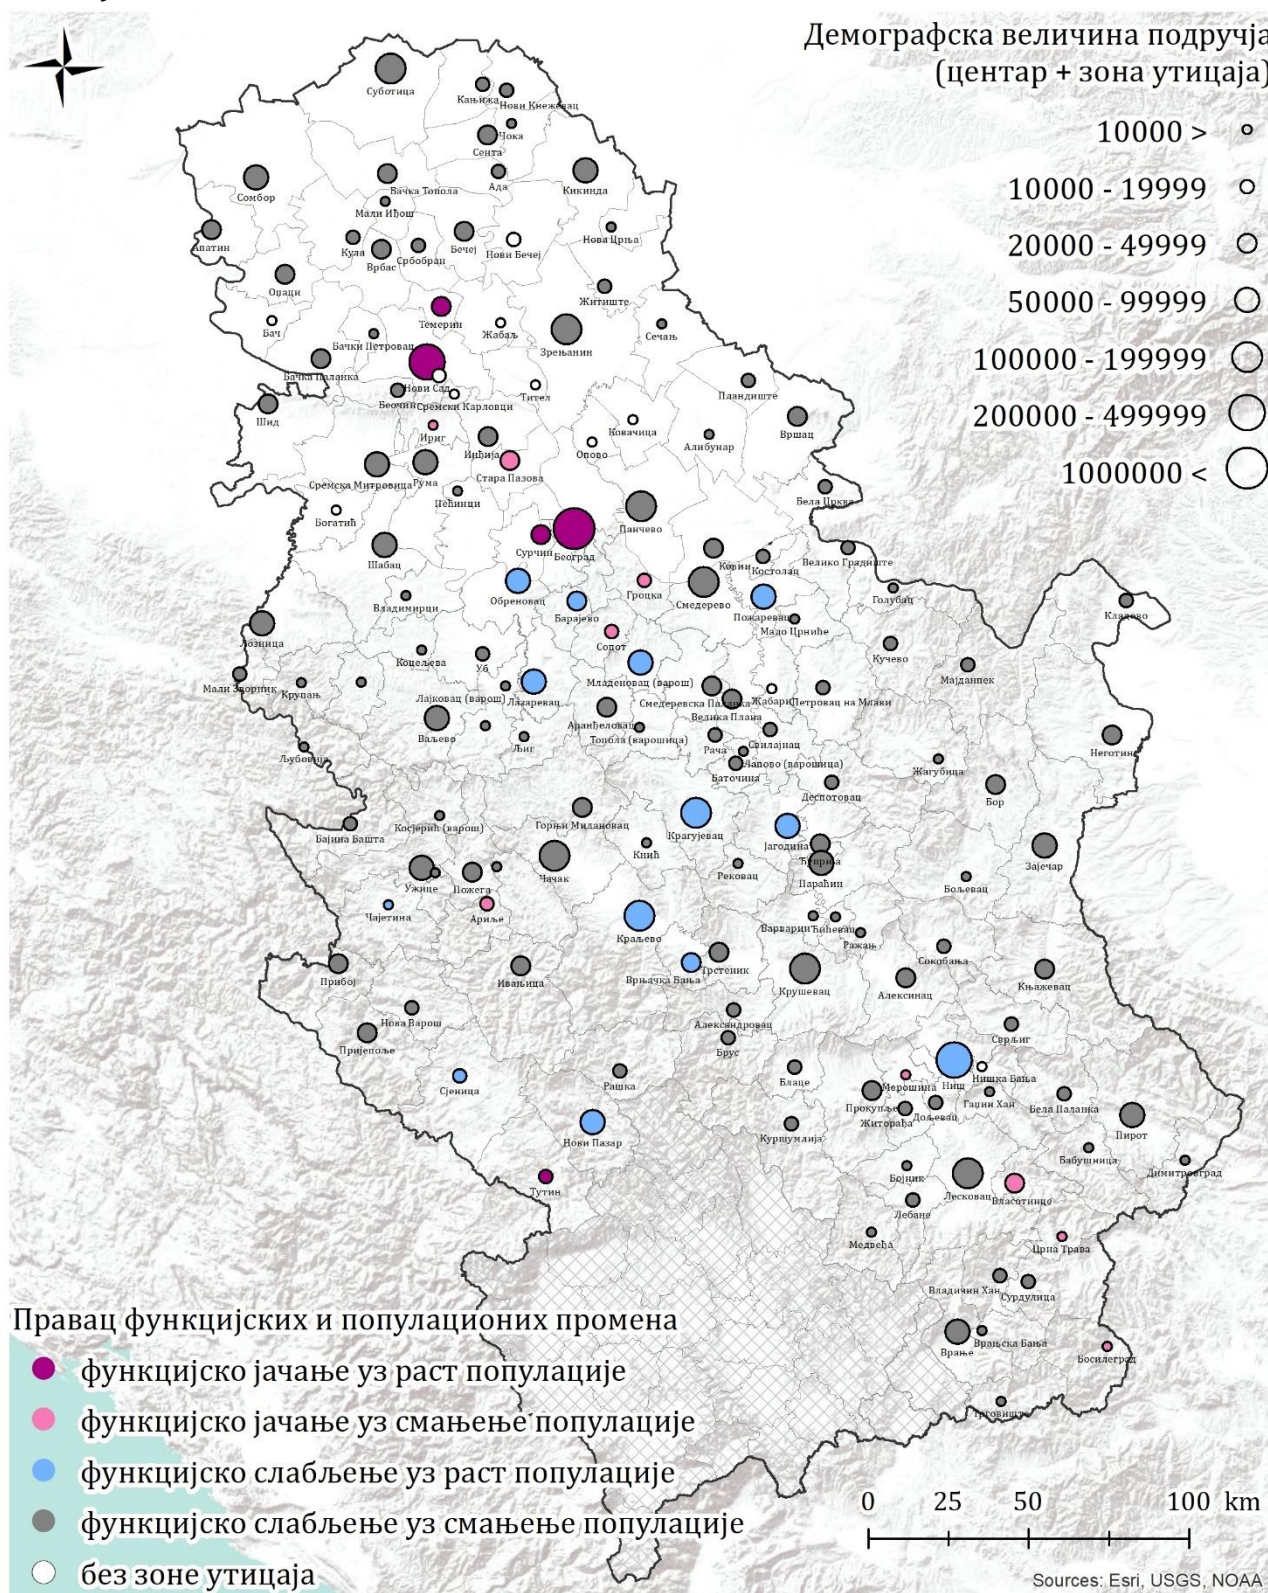 Демографска величина подручја
(центар + зона утицаја)
10000 >
10000 - 19999
20000 - 49999
50000 - 99999
100000 - 199999
200000 - 499999
1000000 <
Суботица
Кањижа
Нови Кнежевац
Чока
Сента
Сомбор
Бачка Топола
Ада
Кикинда
Мали Иђош
Апатин
Кула
Врбас
Србобран
Бечеј
Нови Бечеј
Нова Црња
Оџаци
Житиште
Бач
Темерин
Жабаљ
Зрењанин
Сечањ
Бачки Петровац
Бачка Паланка
Нови Сад
Беочин
Сремски Карловци
Тител
Пландиште
Шид
Ириг
Инђија
Ковачица
Опово
Алибунар
Вршац
Сремска Митровица
Рума
Стара Пазова
Пећинци
Бела Црква
Богатић
Панчево
Сурчин
Београд
Шабац
Ковин
Костолац
Велико Градиште
Обреновац
Гроцка
Смедерево
Владимирци
Барајево
Пожаревац
Голубац
Кладово
Мало Црниће
Лозница
Сопот
Коцељева
Уб
Младеновац (варош)
Кучево
Мајданпек
Мали Зворник
Крупањ
Лајковац (варош)
Лазаревац
Смедеревска Паланка
Жабари
Петровац на Млави
Велика Плана
Ваљево
Аранђеловац
Топола (варошица)
Љиг
Рача
Свилајнац
Неготин
Љубовија
Лапово (варошица)
Баточина
Жагубица
Деспотовац
Бор
Бајина Башта
Косјерић (варош)
Горњи Милановац
Крагујевац
Јагодина
Ћуприја
Кнић
Зајечар
Ужице
Пожега
Чачак
Рековац
Параћин
Бољевац
Чајетина
Ариље
Краљево
Варварин
Ћићевац
Ражањ
Врњачка Бања
Трстеник
Сокобања
Прибој
Ивањица
Крушевац
Алексинац
Књажевац
Нова Варош
Александровац
Сврљиг
Пријепоље
Брус
Сјеница
Рашка
Блаце
Мерошина
Ниш
Нишка Бања
Прокупље
Гаџин Хан
Бела Паланка
Житорађа
Дољевац
Нови Пазар
Куршумлија
Пирот
Бабушница
Димитровград
Тутин
Бојник
Лесковац
Власотинце
Лебане
Медвеђа
Црна Трава
Владичин Хан
Сурдулица
Врање
Врањска Бања
Босилеград
Трговиште
Правац функцијских и популационих промена
функцијско јачање уз раст популације
функцијско јачање уз смањење популације
функцијско слабљење уз раст популације
функцијско слабљење уз смањење популације
без зоне утицаја
0 25 50 100 km
Sources: Esri, USGS, NOAA